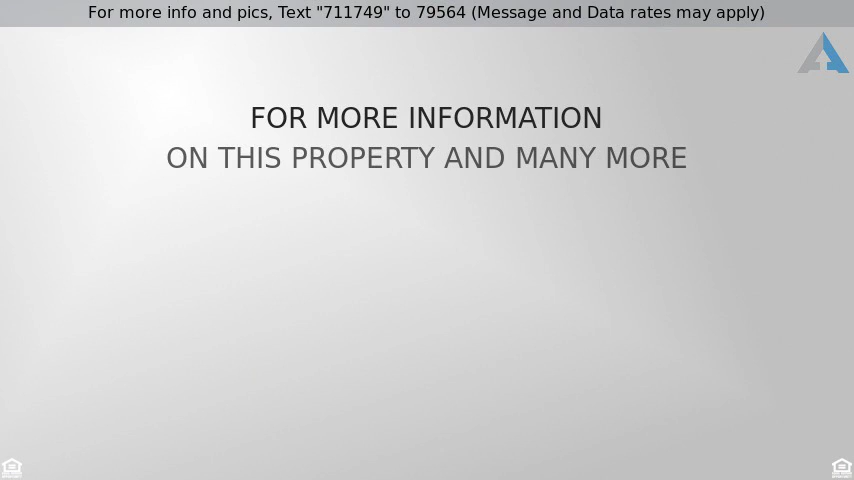 For more info and pics, Text "711749" to 79564 (Message and Data rates may apply)
FOR MORE INFORMATION
ON THIS PROPERTY AND MANY MORE